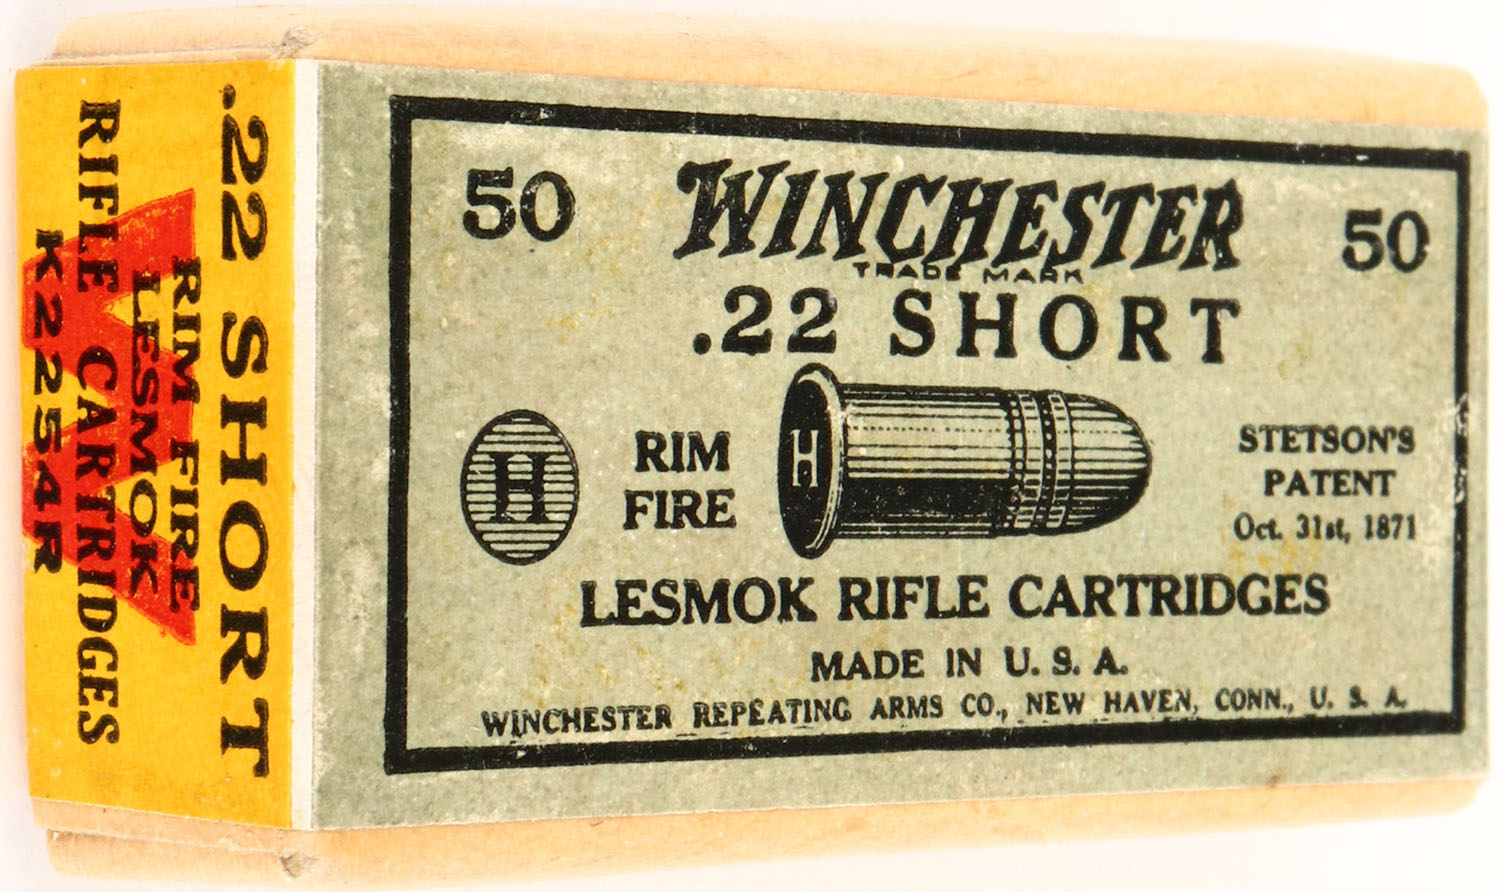 .22 SHORT
RIM FIRE
LESMOK
RIFLE CARTRIDGES
K2254R
50 WINCHESTER 50
TRADE MARK
.22 SHORT
H
RIM
FIRE
H
STETSON'S
PATENT
Oct. 31st, 1871
LESMOK RIFLE CARTRIDGES
MADE IN U. S. A.
WINCHESTER REPEATING ARMS CO., NEW HAVEN, CONN., U. S. A.